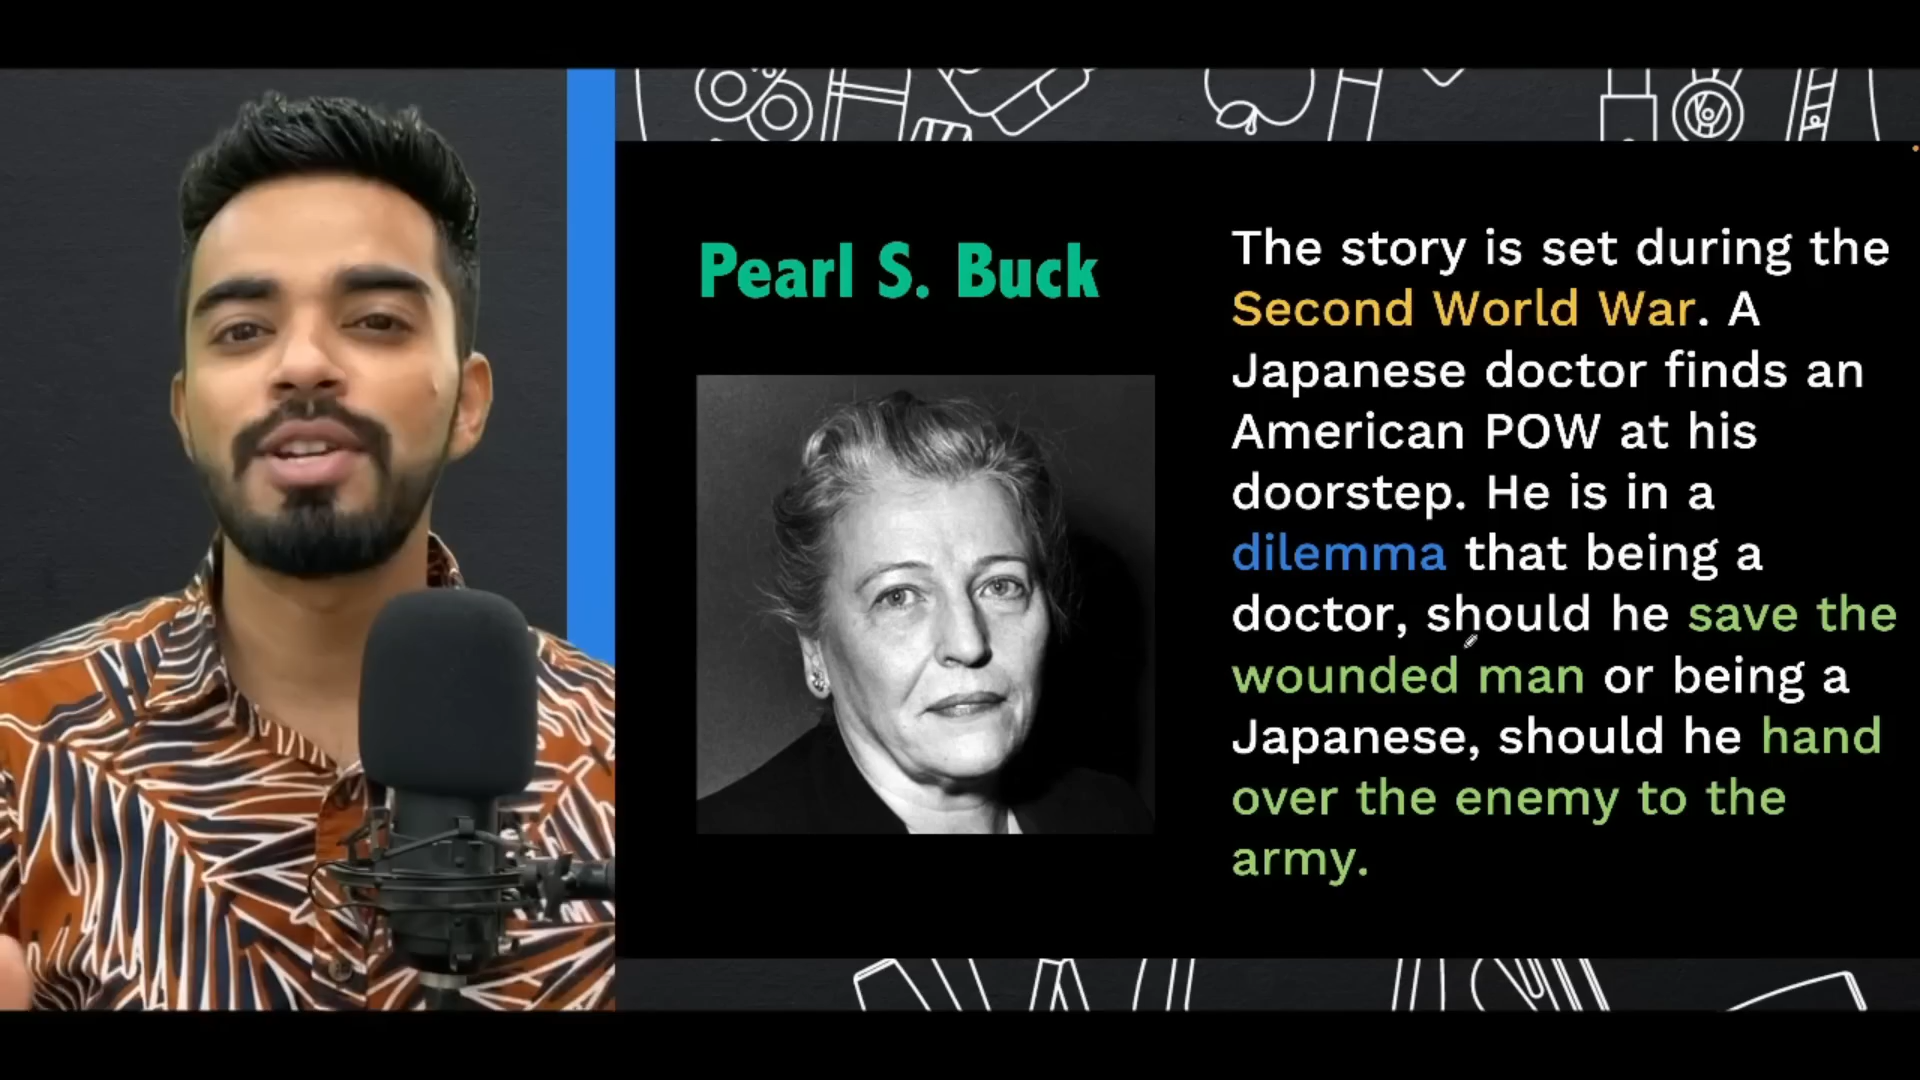 Pearl S. Buck
The story is set during the
Second World War. A
Japanese doctor finds an
American POW at his
doorstep. He is in a
dilemma that being a
doctor, should he save the
wounded man or being a
Japanese, should he hand
over the enemy to the
army.